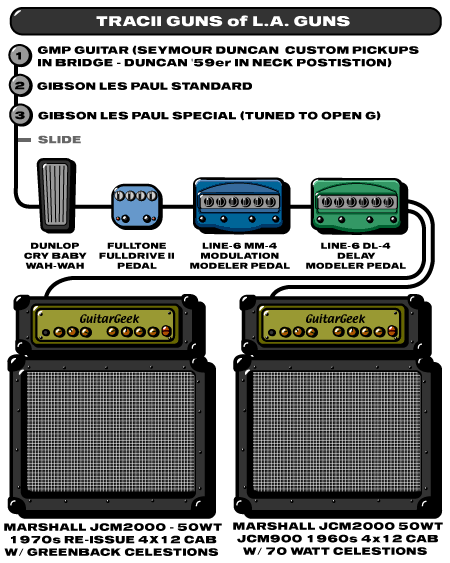 TRACII GUNS of L.A. GUNS
1 GMP GUITAR (SEYMOUR DUNCAN CUSTOM PICKUPS
IN BRIDGE - DUNCAN '59er IN NECK POSTISTION)
2 GIBSON LES PAUL STANDARD
3 GIBSON LES PAUL SPECIAL (TUNED TO OPEN G)
SLIDE
DUNLOP
CRY BABY
WAH-WAH
FULLTONE
FULLDRIVE II
PEDAL
LINE-6 MM-4
MODULATION
MODELER PEDAL
LINE-6 DL-4
DELAY
MODELER PEDAL
GuitarGeek
GuitarGeek
MARSHALL JCM2000 - 50WT
1970s RE-ISSUE 4X12 CAB
W/ GREENBACK CELESTIONS
MARSHALL JCM2000 50WT
JCM900 1960s 4x12 CAB
W/ 70 WATT CELESTIONS